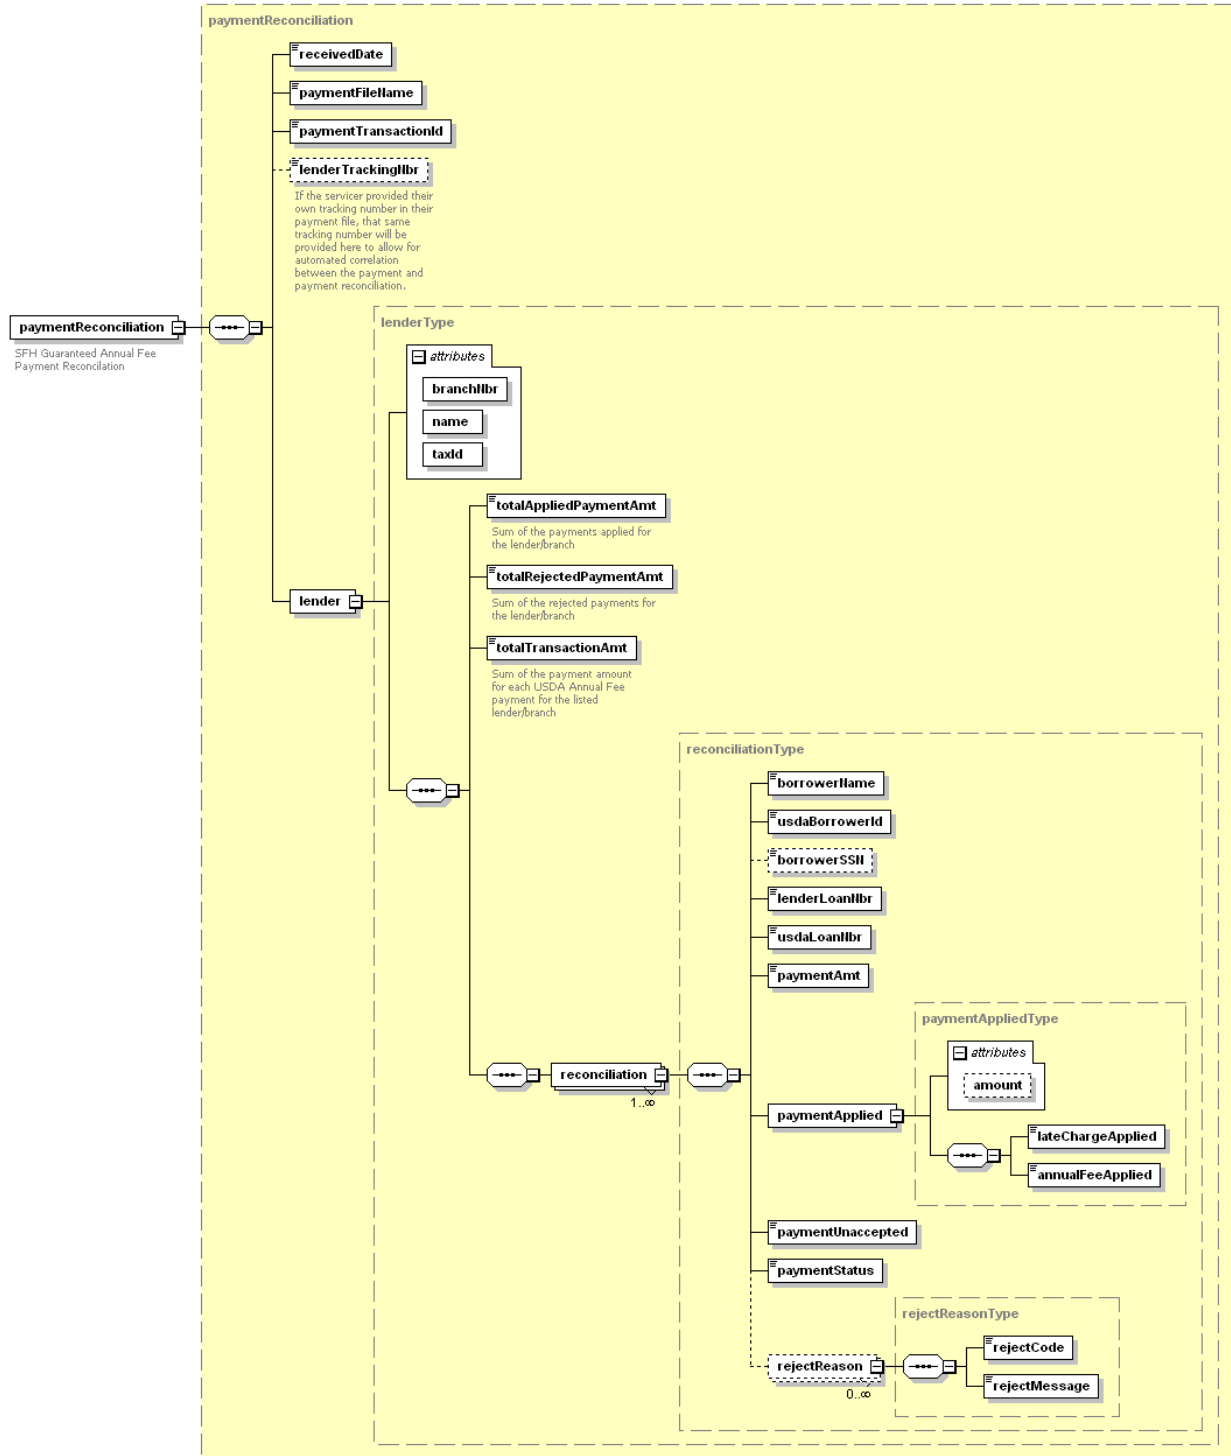 paymentReconciliation
receivedDate
paymentFileName
paymentTransactionId
lenderTrackingNbr
If the servicer provided their
own tracking number in their
payment file, that same
tracking number will be
provided here to allow for
automated correlation
between the payment and
payment reconciliation.
paymentReconciliation
SFH Guaranteed Annual Fee
Payment Reconcilation
lenderType
attributes
branchNbr
name
taxId
totalAppliedPaymentAmt
Sum of the payments applied for
the lender/branch
totalRejectedPaymentAmt
Sum of the rejected payments for
the lender/branch
lender
totalTransactionAmt
Sum of the payment amount
for each USDA Annual Fee
payment for the listed
lender/branch
reconciliationType
borrowerName
usdaBorrowerId
borrowerSSN
lenderLoanNbr
usdaLoanNbr
paymentAmt
paymentAppliedType
attributes
amount
reconciliation
1..∞
paymentApplied
lateChargeApplied
annualFeeApplied
paymentUnaccepted
paymentStatus
rejectReasonType
rejectCode
rejectReason
rejectMessage
0..∞